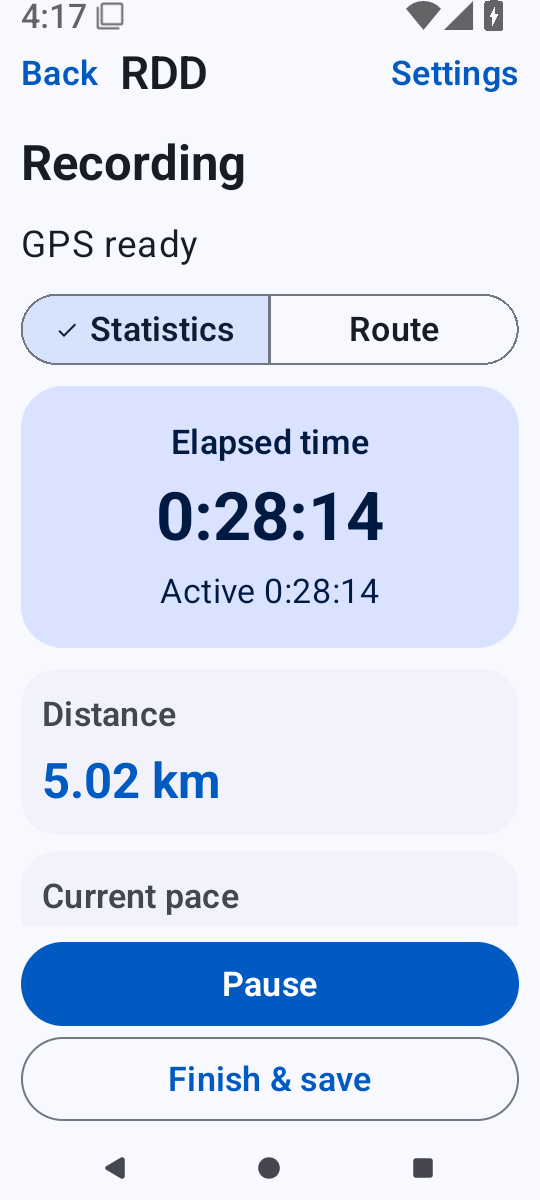 4:17
Back RDD Settings
Recording
GPS ready
Statistics Route
Elapsed time
0:28:14
Active 0:28:14
Distance
5.02 km
Current pace
Pause
Finish & save